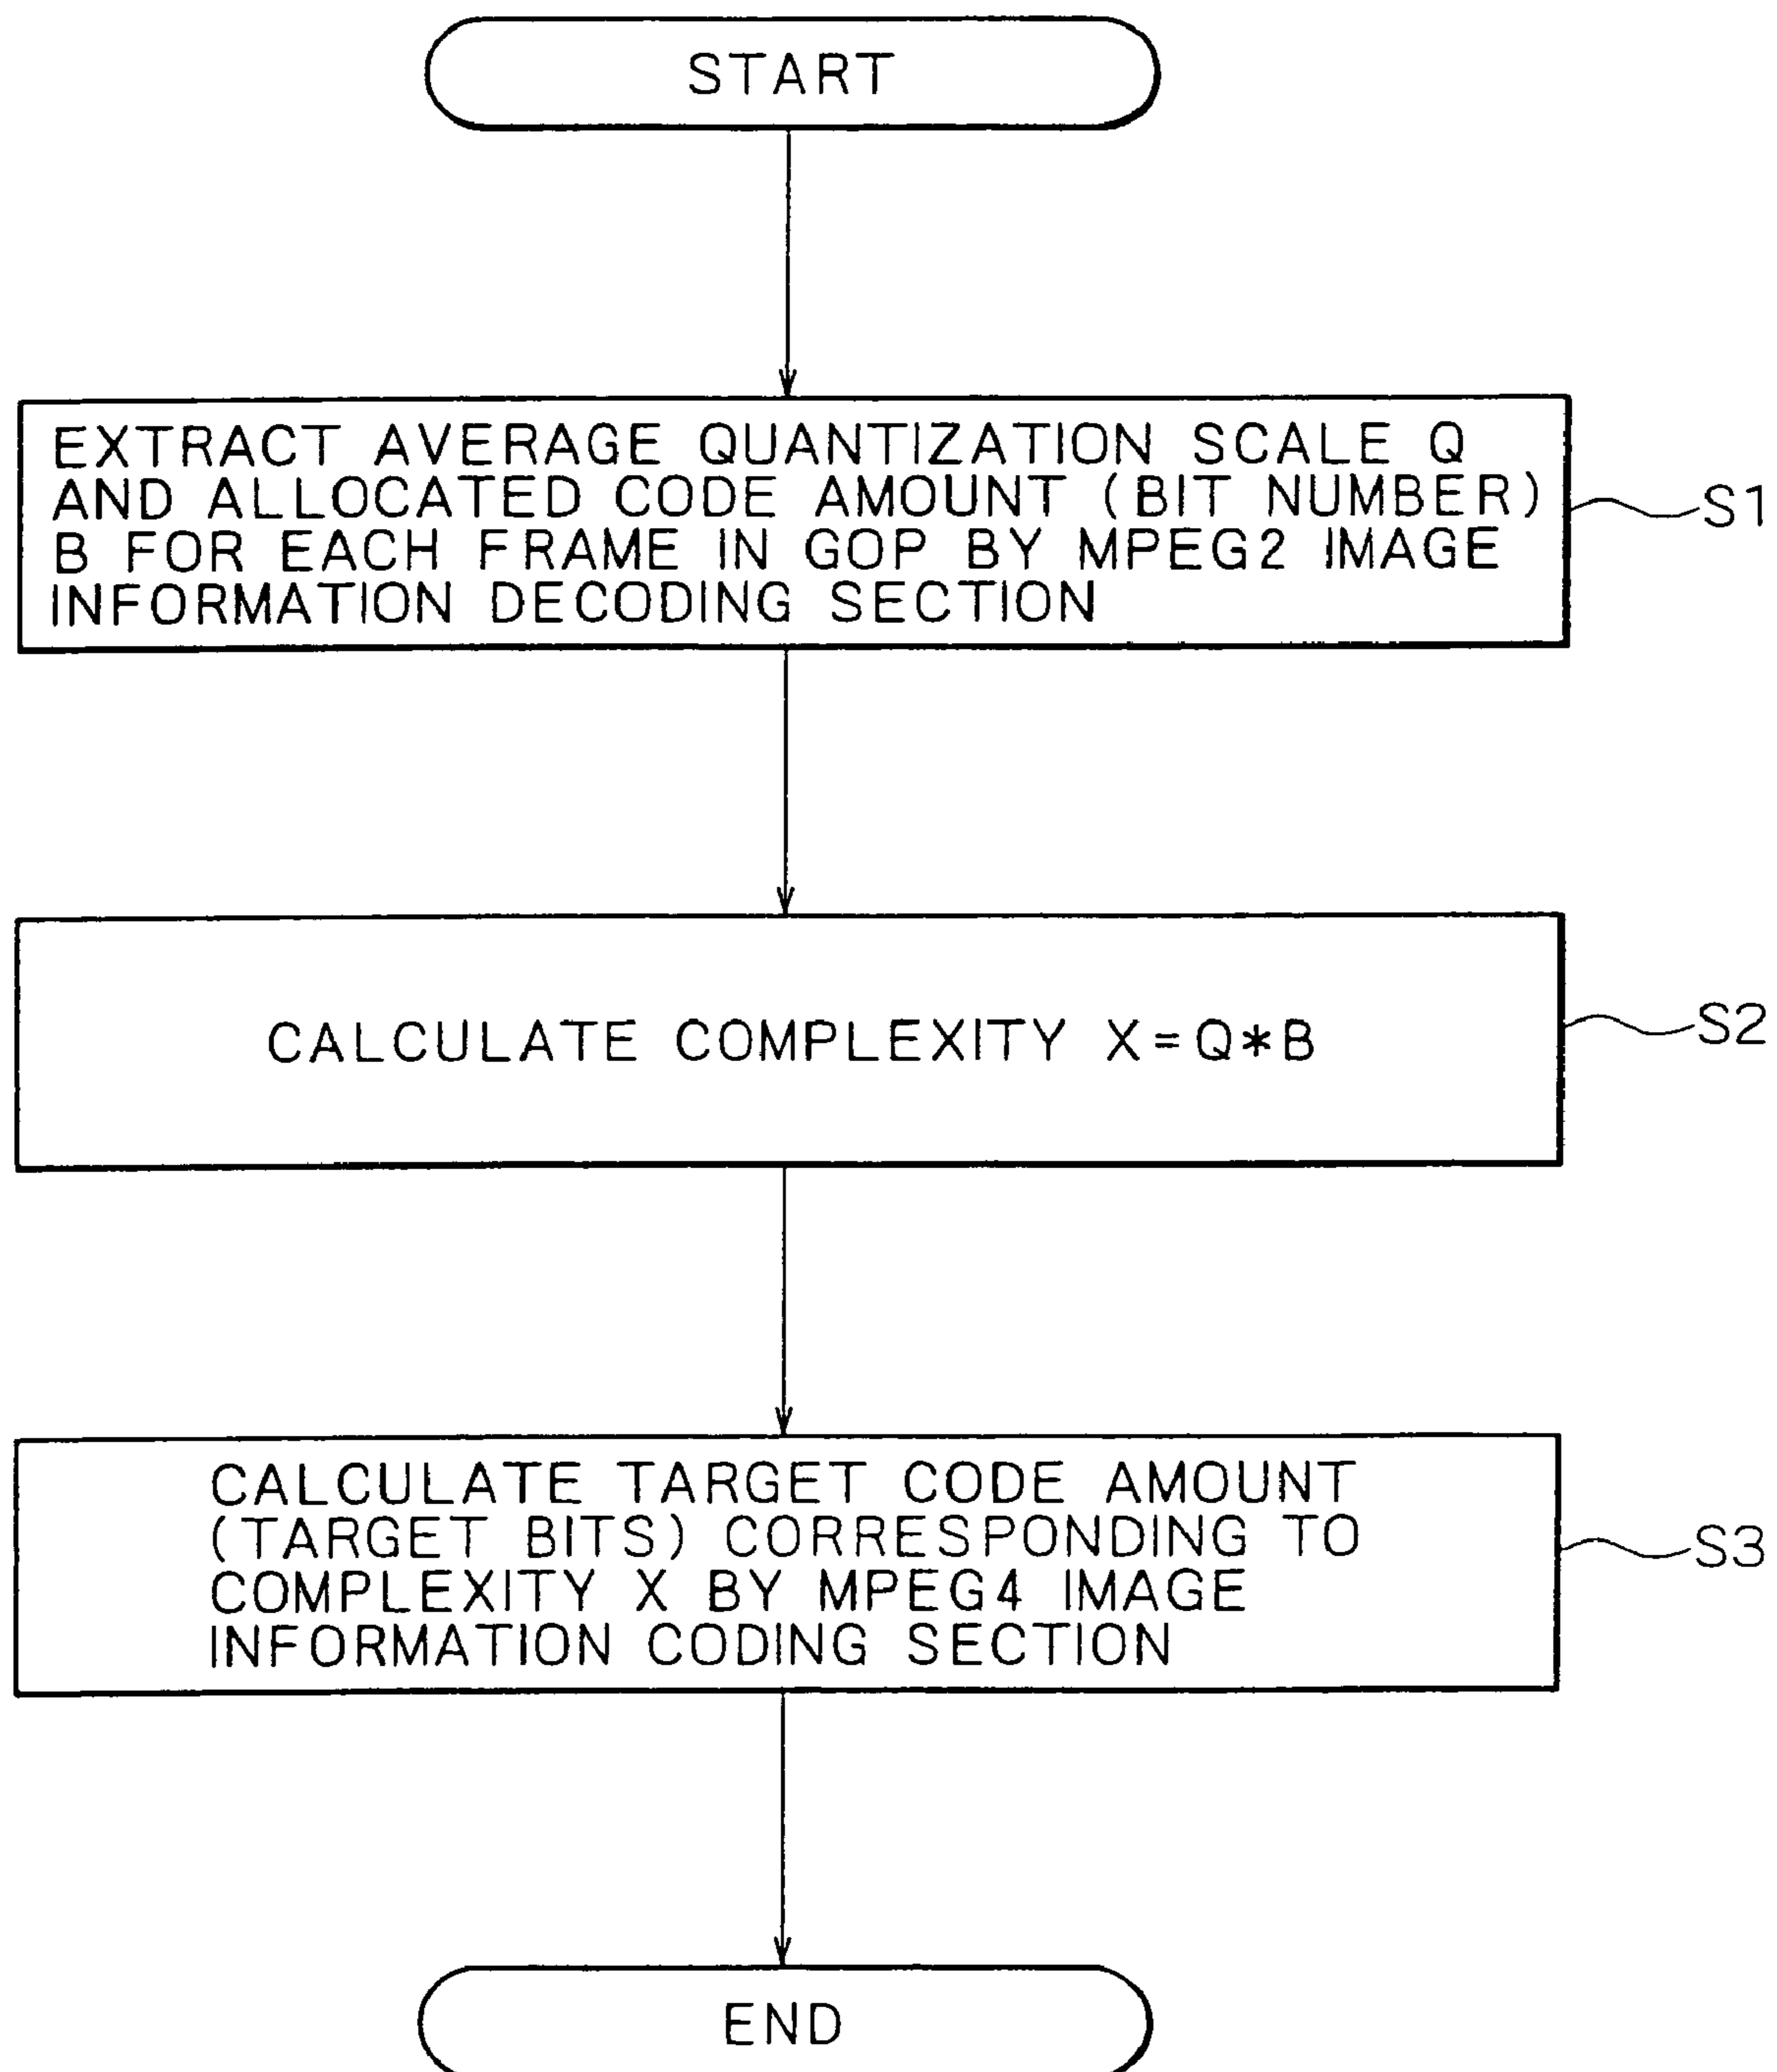 START
EXTRACT AVERAGE QUANTIZATION SCALE Q
AND ALLOCATED CODE AMOUNT (BIT NUMBER)
B FOR EACH FRAME IN GOP BY MPEG2 IMAGE
INFORMATION DECODING SECTION
S1
CALCULATE COMPLEXITY X=Q*B
S2
CALCULATE TARGET CODE AMOUNT
(TARGET BITS) CORRESPONDING TO
COMPLEXITY X BY MPEG4 IMAGE
INFORMATION CODING SECTION
S3
END